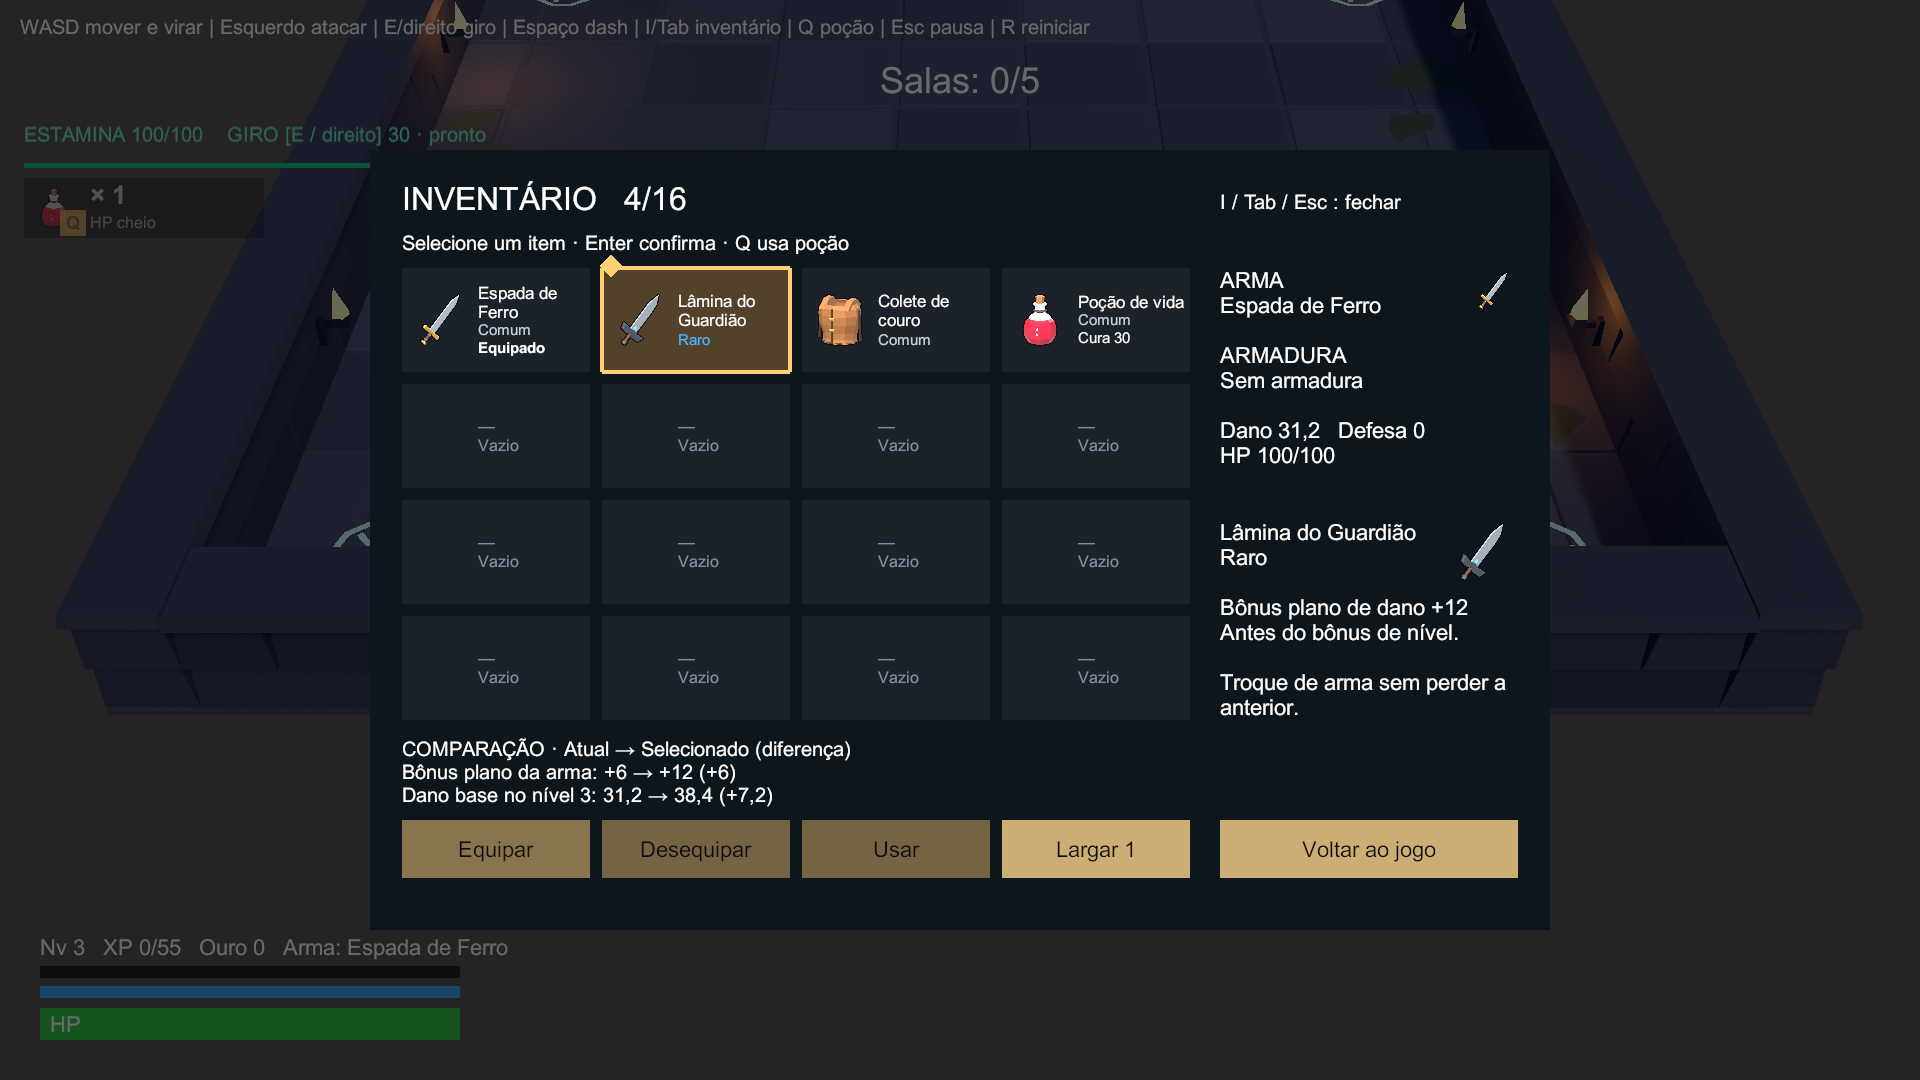 WASD mover e virar | Esquerdo atacar | E/direito giro | Espaço dash | I/Tab inventário | Q poção | Esc pausa | R reiniciar
Salas: 0/5
ESTAMINA 100/100 GIRO [E / direito] 30 · pronto
× 1
Q HP cheio
INVENTÁRIO 4/16
I / Tab / Esc : fechar
Selecione um item · Enter confirma · Q usa poção
Espada de
Ferro
Comum
Equipado
Lâmina do
Guardião
Raro
Colete de
couro
Comum
Poção de vida
Comum
Cura 30
—
Vazio
—
Vazio
—
Vazio
—
Vazio
—
Vazio
—
Vazio
—
Vazio
—
Vazio
—
Vazio
—
Vazio
—
Vazio
—
Vazio
ARMA
Espada de Ferro
ARMADURA
Sem armadura
Dano 31,2 Defesa 0
HP 100/100
Lâmina do Guardião
Raro
Bônus plano de dano +12
Antes do bônus de nível.
Troque de arma sem perder a
anterior.
COMPARAÇÃO · Atual → Selecionado (diferença)
Bônus plano da arma: +6 → +12 (+6)
Dano base no nível 3: 31,2 → 38,4 (+7,2)
Equipar
Desequipar
Usar
Largar 1
Voltar ao jogo
Nv 3 XP 0/55 Ouro 0 Arma: Espada de Ferro
HP